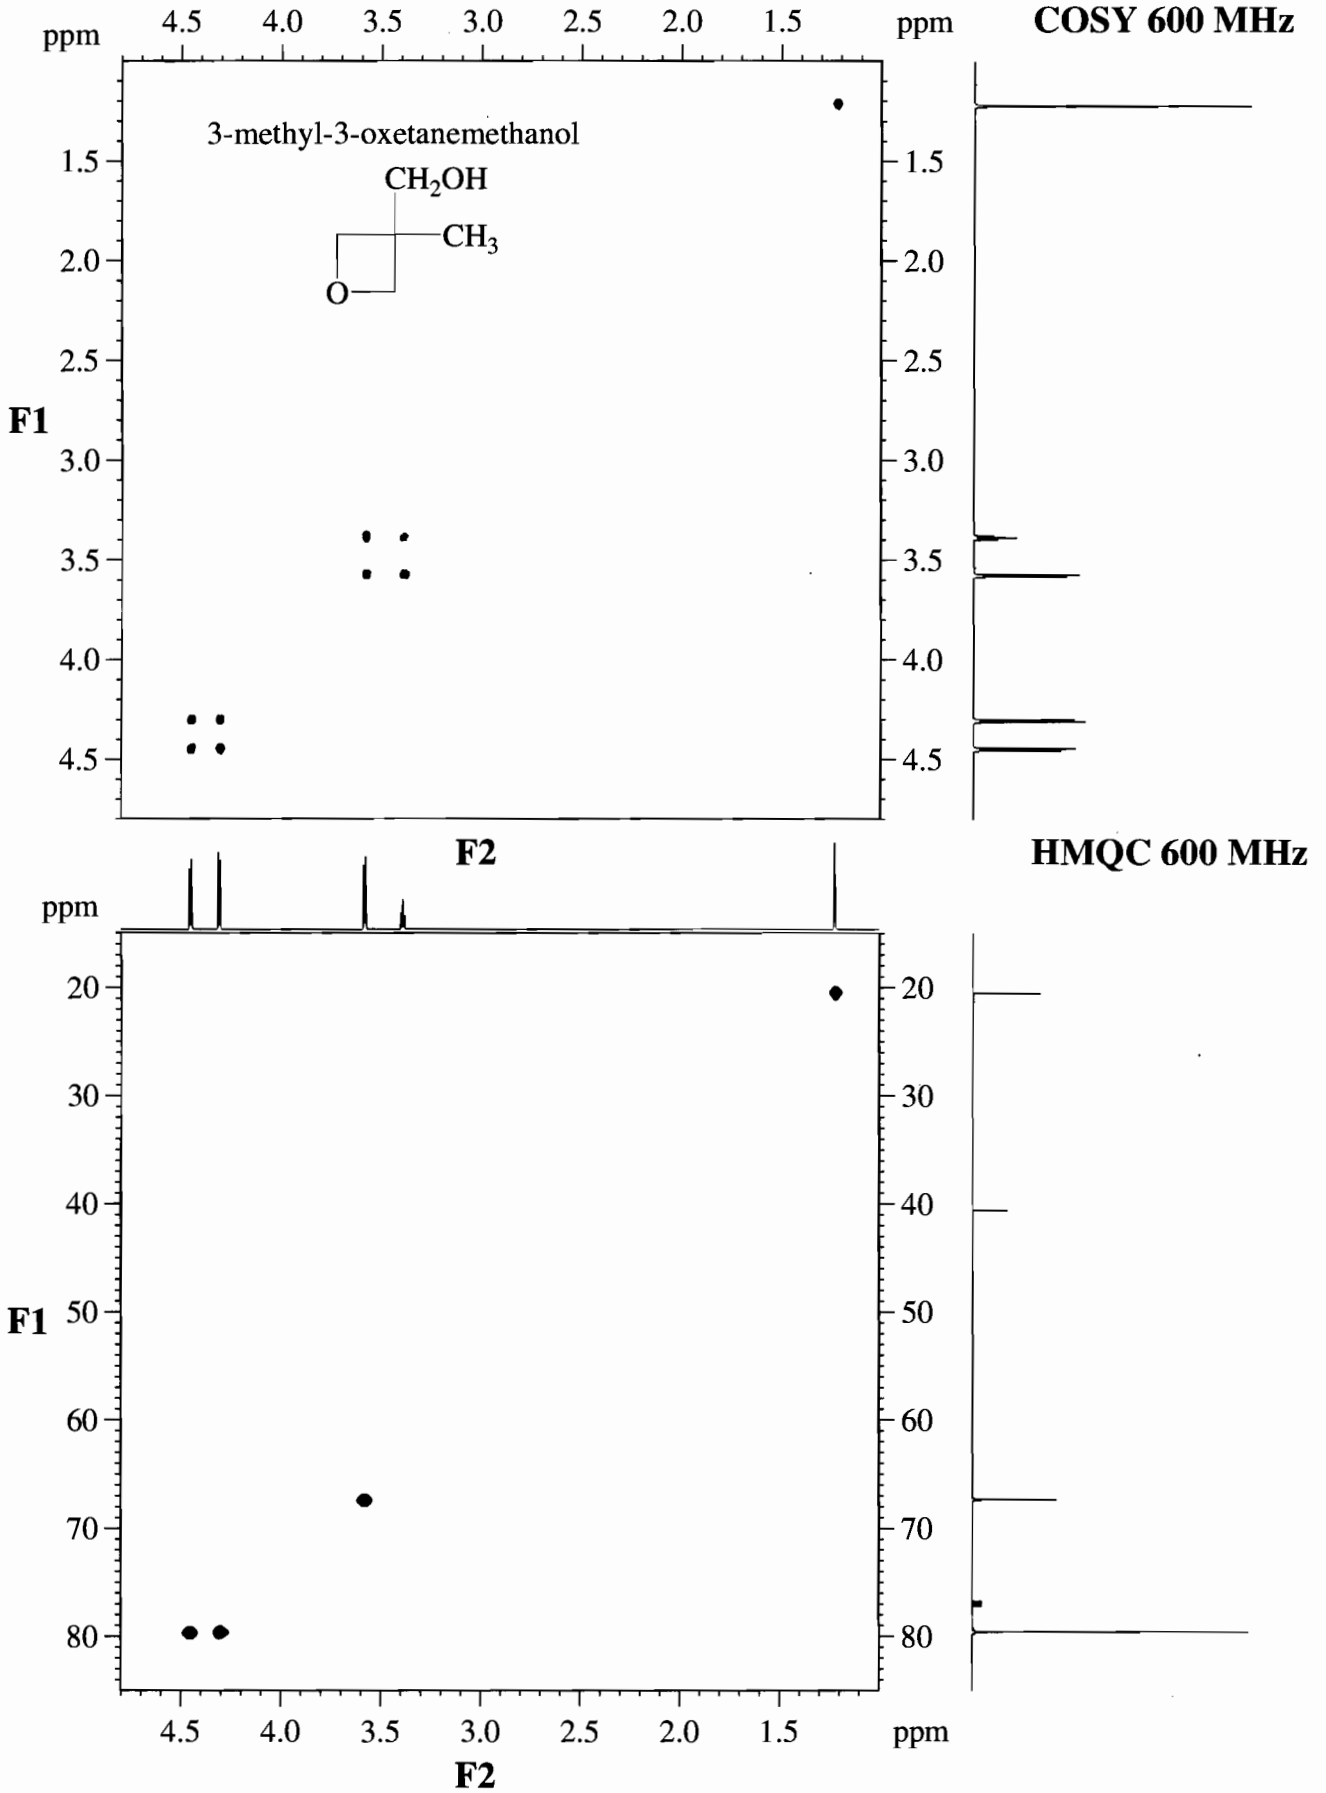 4.5 4.0 3.5 3.0 2.5 2.0 1.5 ppm COSY 600 MHz
ppm
3-methyl-3-oxetanemethanol
1.5 1.5
CH2OH
CH3
2.0 2.0
O
2.5 2.5
F1
3.0 3.0
3.5 3.5
4.0 4.0
4.5 4.5
F2 HMQC 600 MHz
ppm
20 20
30 30
40 40
F1 50 50
60 60
70 70
80 80
4.5 4.0 3.5 3.0 2.5 2.0 1.5 ppm
F2